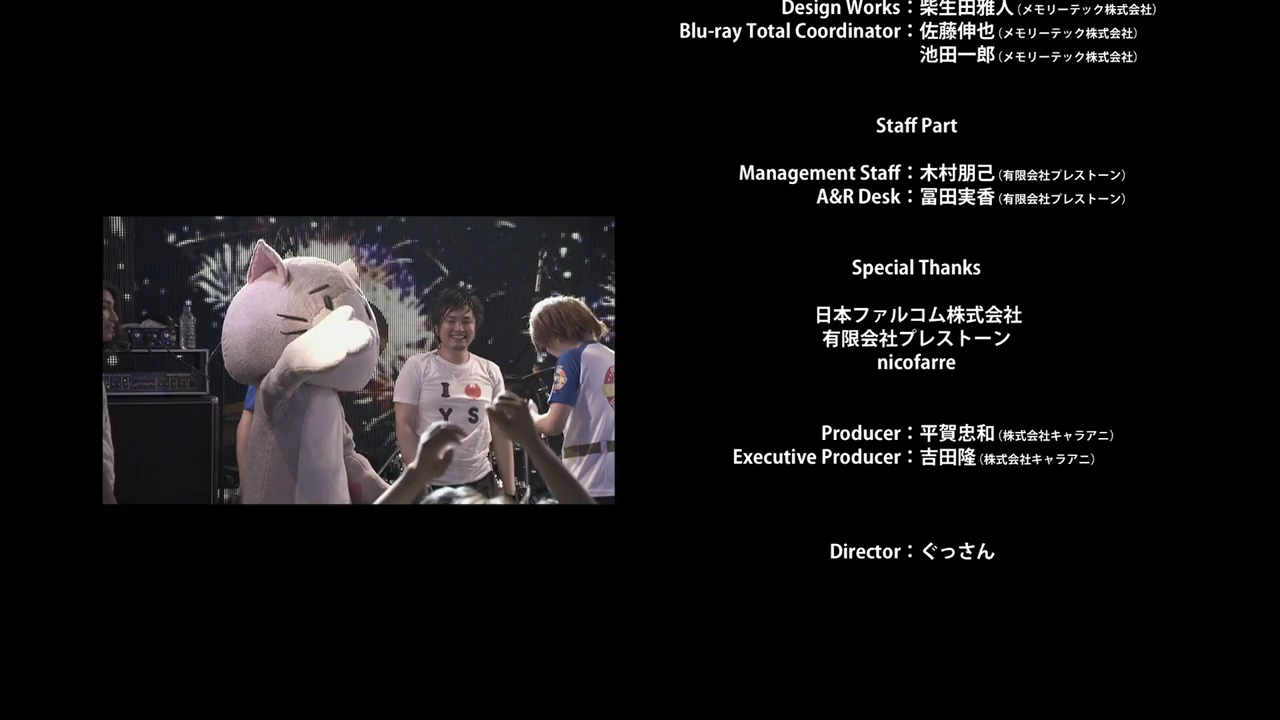 Design Works：柴生田雅人（メモリーテック株式会社）
Blu-ray Total Coordinator：佐藤伸也（メモリーテック株式会社）
池田一郎（メモリーテック株式会社）
Staff Part
Management Staff：木村朋己（有限会社プレストーン）
A&R Desk：冨田実香（有限会社プレストーン）
Special Thanks
日本ファルコム株式会社
有限会社プレストーン
nicofarre
Producer：平賀忠和（株式会社キャラアニ）
Executive Producer：吉田隆（株式会社キャラアニ）
Director：ぐっさん
I
YS